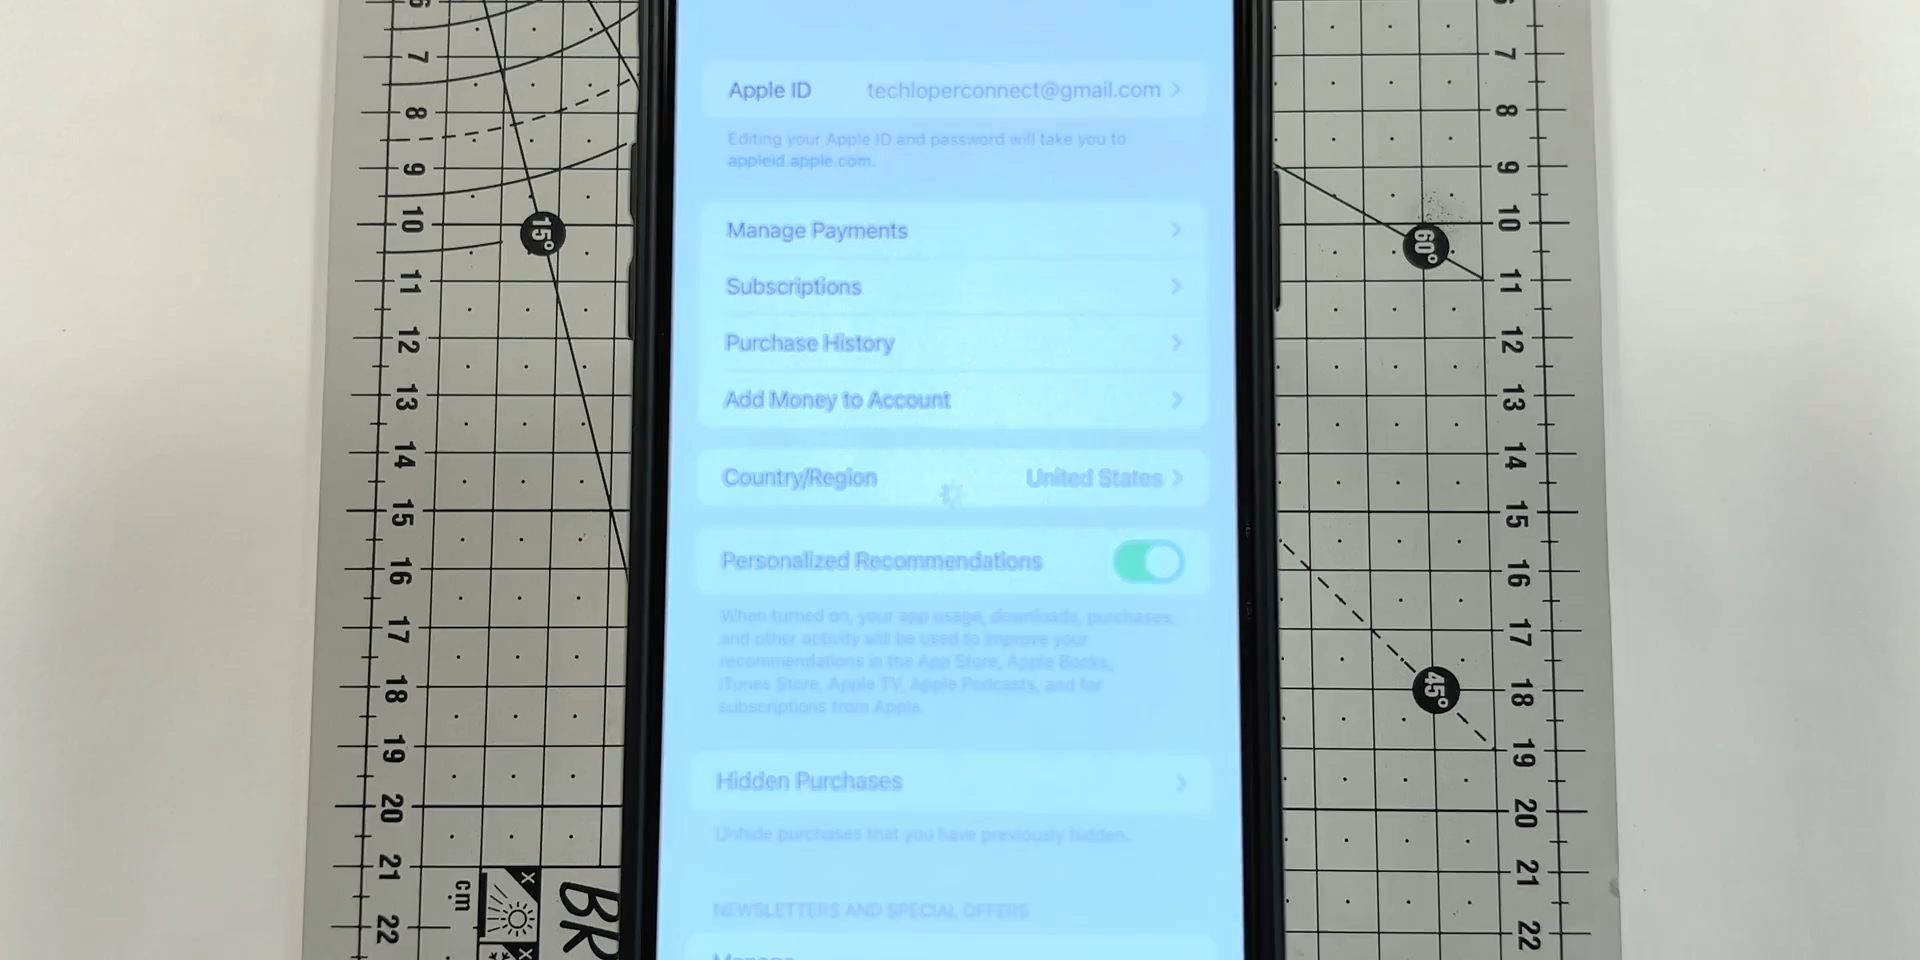 Apple ID techloperconnect@gmail.com
Editing your Apple ID and password will take you to
appleid.apple.com.
Manage Payments
Subscriptions
Purchase History
Add Money to Account
Country/Region United States
Personalized Recommendations
When turned on, your app usage, downloads, purchases,
and other activity will be used to improve your
recommendations in the App Store, Apple Books,
iTunes Store, Apple TV, Apple Podcasts, and for
subscriptions from Apple.
Hidden Purchases
Unhide purchases that you have previously hidden.
NEWSLETTERS AND SPECIAL OFFERS
Manage
6
7
8
9
10
11
12
13
14
15
16
17
18
19
20
21
22
15°
cm
BR
6
7
8
9
10
11
12
13
14
15
16
17
18
19
20
21
22
60°
45°